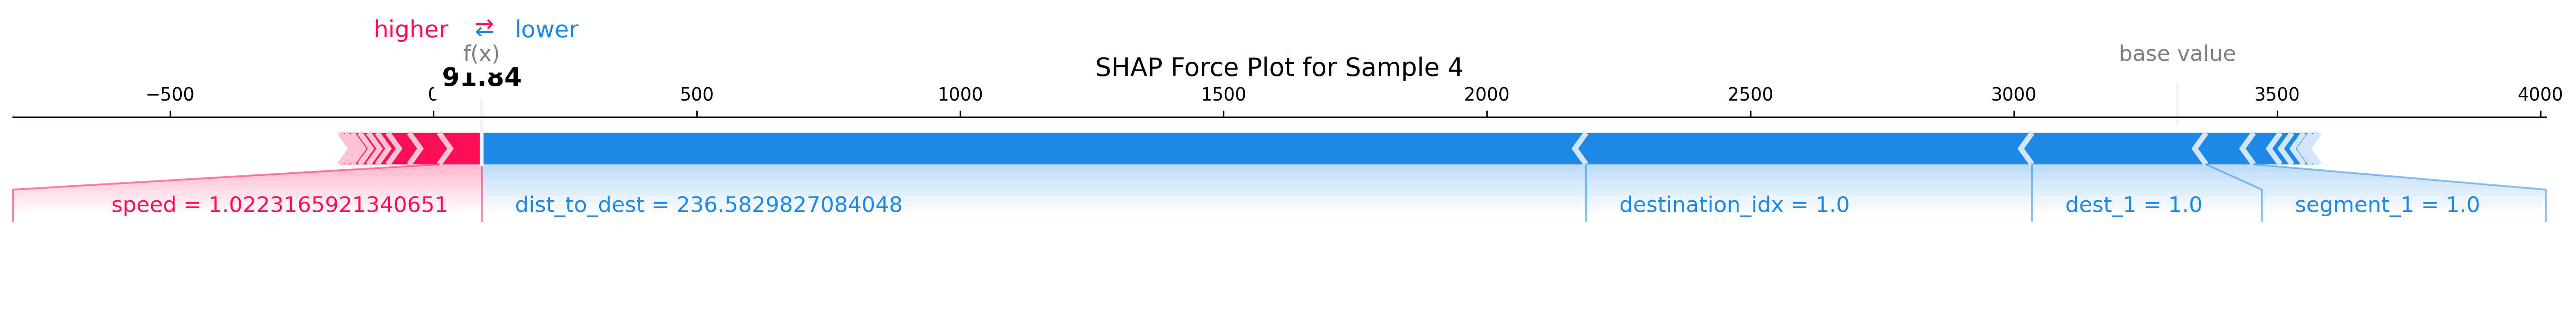 higher ⇄ lower
f(x)
base value
SHAP Force Plot for Sample 4
91.84
−500 0 500 1000 1500 2000 2500 3000 3500 4000
speed = 1.0223165921340651 dist_to_dest = 236.5829827084048 destination_idx = 1.0 dest_1 = 1.0 segment_1 = 1.0